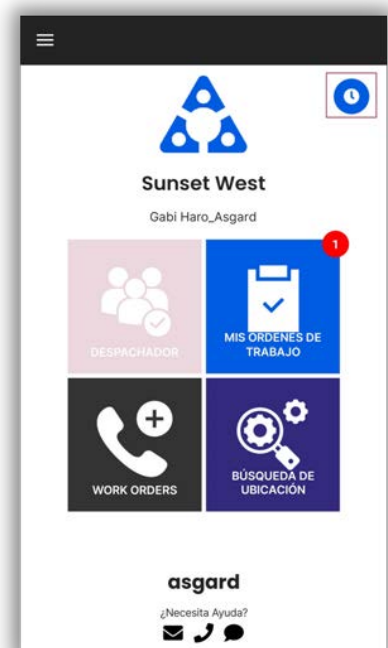 Sunset West
Gabi Haro_Asgard
1
DESPACHADOR
MIS ORDENES DE
TRABAJO
WORK ORDERS
BÚSQUEDA DE
UBICACIÓN
asgard
¿Necesita Ayuda?